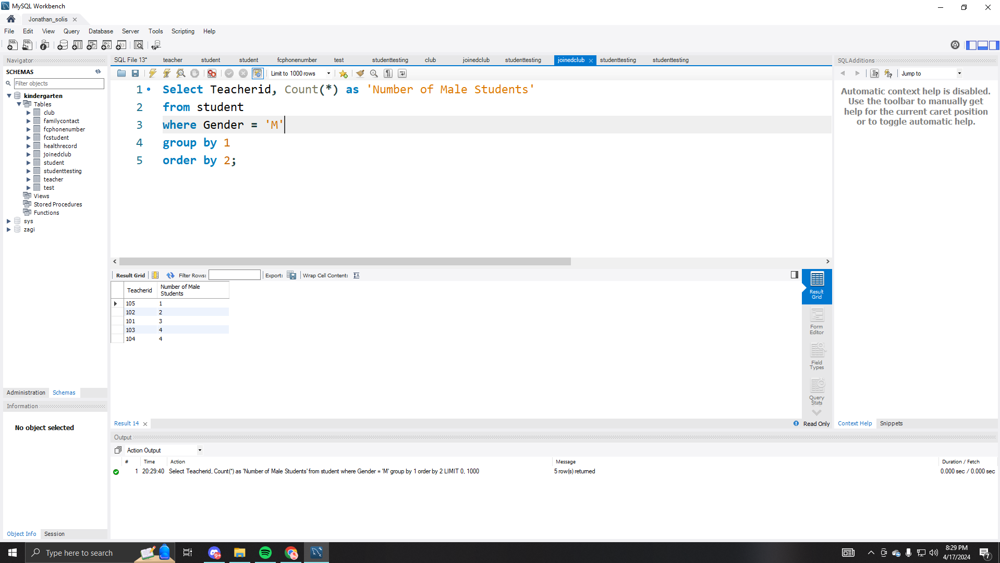 MySQL Workbench
Jonathan_solis
File Edit View Query Database Server Tools Scripting Help
Navigator
SCHEMAS
Filter objects
kindergarten
Tables
club
familycontact
fcphonenumber
fcstudent
healthrecord
joinedclub
student
studenttesting
teacher
test
Views
Stored Procedures
Functions
sys
zagi
Administration Schemas
Information
No object selected
Object Info Session
SQL File 13* teacher student student fcphonenumber test studenttesting club joinedclub studenttesting joinedclub studenttesting studenttesting
Limit to 1000 rows
1 Select Teacherid, Count(*) as 'Number of Male Students'
2 from student
3 where Gender = 'M'
4 group by 1
5 order by 2;
Result Grid Filter Rows: Export: Wrap Cell Content:
Teacherid Number of Male Students
105 1
102 2
101 3
103 4
104 4
Result Grid
Form Editor
Field Types
Query Stats
Result 14
Read Only
SQLAdditions
Jump to
Automatic context help is disabled.
Use the toolbar to manually get
help for the current caret position
or to toggle automatic help.
Context Help Snippets
Output
Action Output
# Time Action Message Duration / Fetch
1 20:29:40 Select Teacherid, Count(*) as 'Number of Male Students' from student where Gender = 'M' group by 1 order by 2 LIMIT 0, 1000 5 row(s) returned 0.000 sec / 0.000 sec
Type here to search
9+
8:29 PM
4/17/2024
7